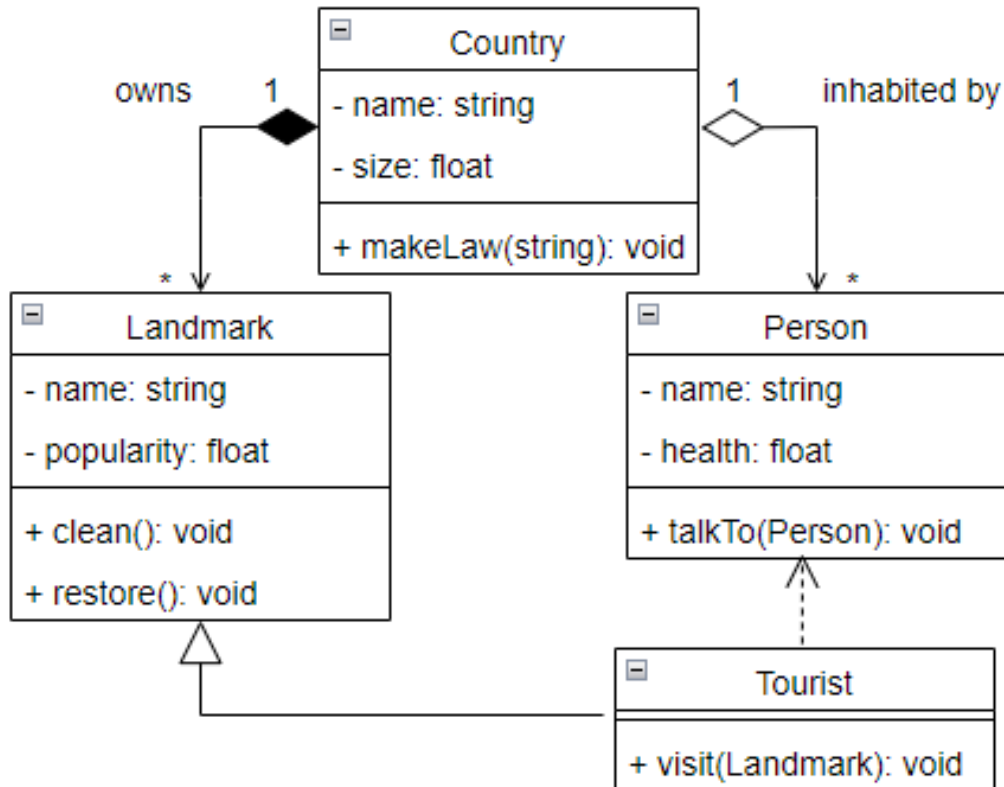 Country
owns 1
- name: string
- size: float
+ makeLaw(string): void
1 inhabited by
*
*
Landmark
- name: string
- popularity: float
+ clean(): void
+ restore(): void
Person
- name: string
- health: float
+ talkTo(Person): void
Tourist
+ visit(Landmark): void